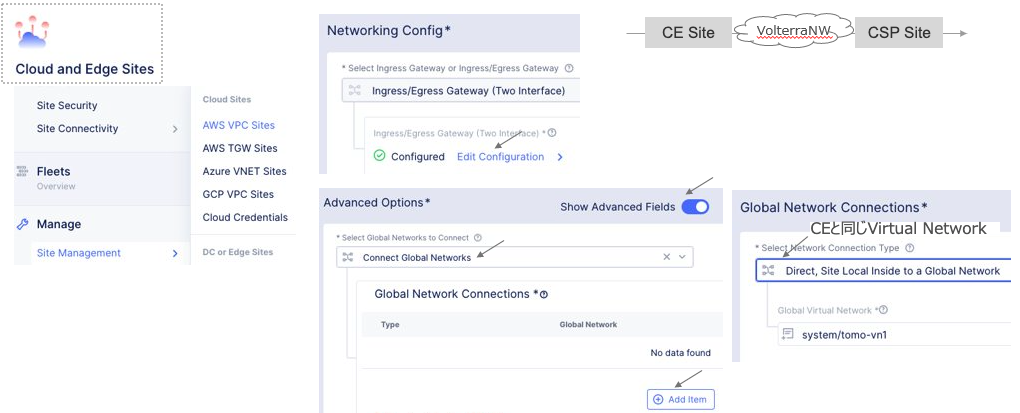 Cloud and Edge Sites
Site Security
Site Connectivity
Fleets
Overview
Manage
Site Management
Cloud Sites
AWS VPC Sites
AWS TGW Sites
Azure VNET Sites
GCP VPC Sites
Cloud Credentials
DC or Edge Sites
Networking Config*
* Select Ingress Gateway or Ingress/Egress Gateway
Ingress/Egress Gateway (Two Interface)
Ingress/Egress Gateway (Two Interface) *
Configured Edit Configuration
CE Site VolterraNW CSP Site
Advanced Options*
Show Advanced Fields
* Select Global Networks to Connect
Connect Global Networks
Global Network Connections *
Type Global Network
No data found
Add Item
Global Network Connections*
CEと同じVirtual Network
* Select Network Connection Type
Direct, Site Local Inside to a Global Network
Global Virtual Network *
system/tomo-vn1